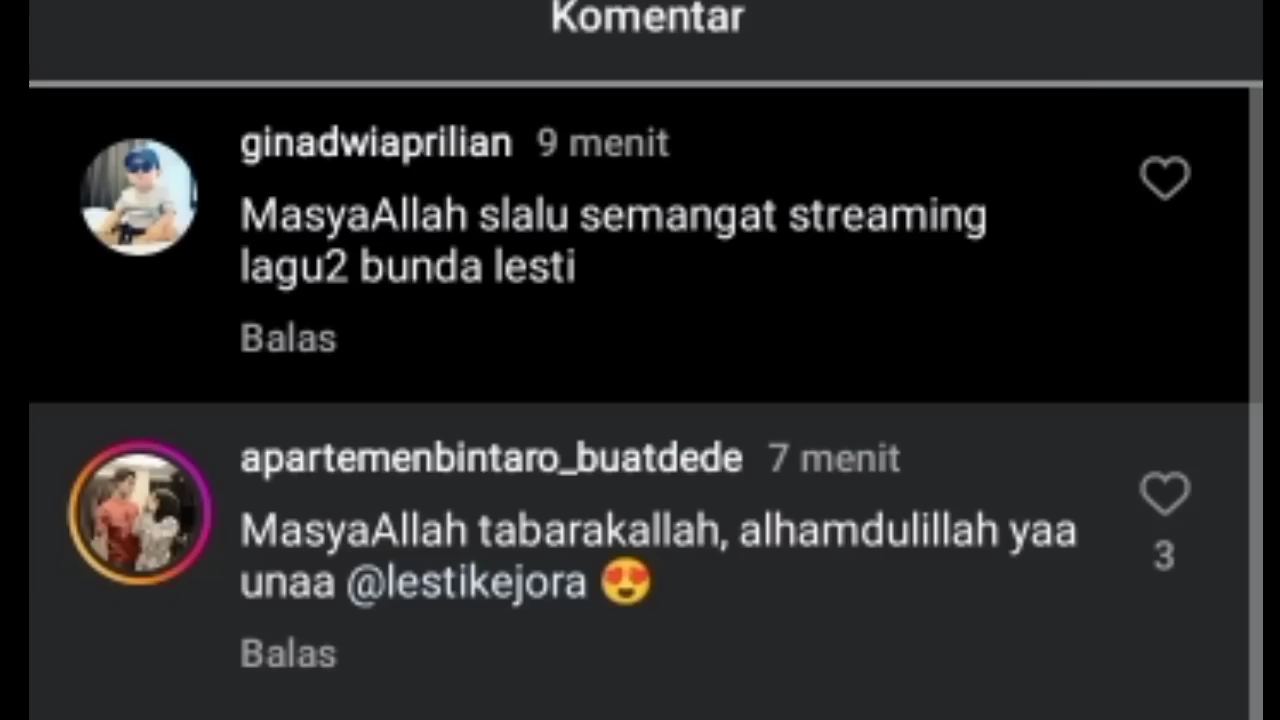 Komentar
ginadwiaprilian 9 menit
MasyaAllah slalu semangat streaming
lagu2 bunda lesti
Balas
apartemenbintaro_buatdede 7 menit
MasyaAllah tabarakallah, alhamdulillah yaa
unaa @lestikejora 😍
3
Balas